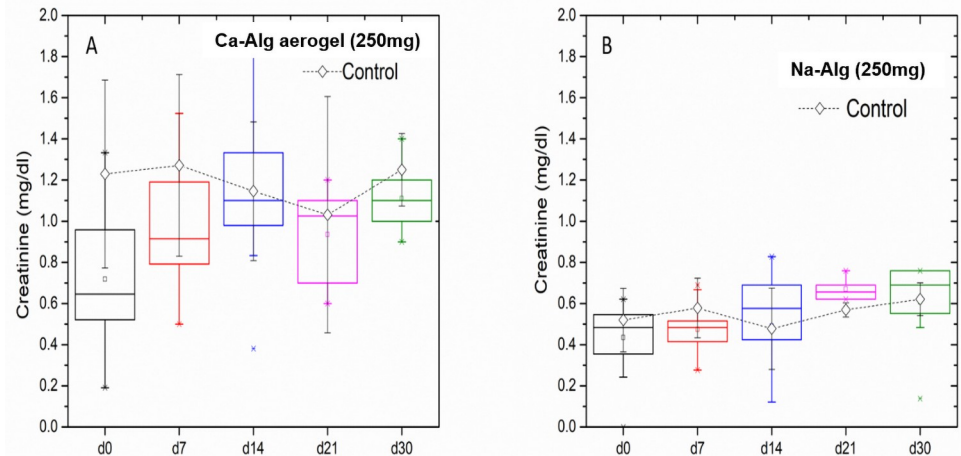 A
Ca-Alg aerogel (250mg)
Control
Creatinine (mg/dl)
2.0
1.8
1.6
1.4
1.2
1.0
0.8
0.6
0.4
0.2
0.0
d0 d7 d14 d21 d30
B
Na-Alg (250mg)
Control
Creatinine (mg/dl)
2.0
1.8
1.6
1.4
1.2
1.0
0.8
0.6
0.4
0.2
0.0
d0 d7 d14 d21 d30